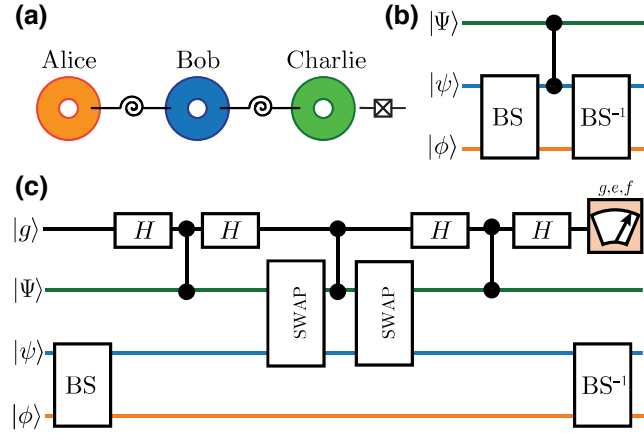 (a)
Alice Bob Charlie
(b)
|Ψ⟩
|ψ⟩
|ϕ⟩
BS
BS⁻¹
(c)
g,e,f
|g⟩ H H H H
|Ψ⟩
SWAP SWAP
|ψ⟩
|ϕ⟩
BS BS⁻¹